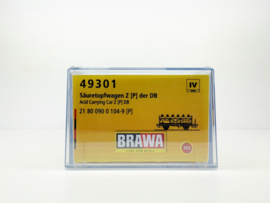 49301
IV
Säuretopfwagen Z [P] der DB
Acid Carrying Car Z [P] DB
21 80 090 0 104-9 [P]
BRAWA